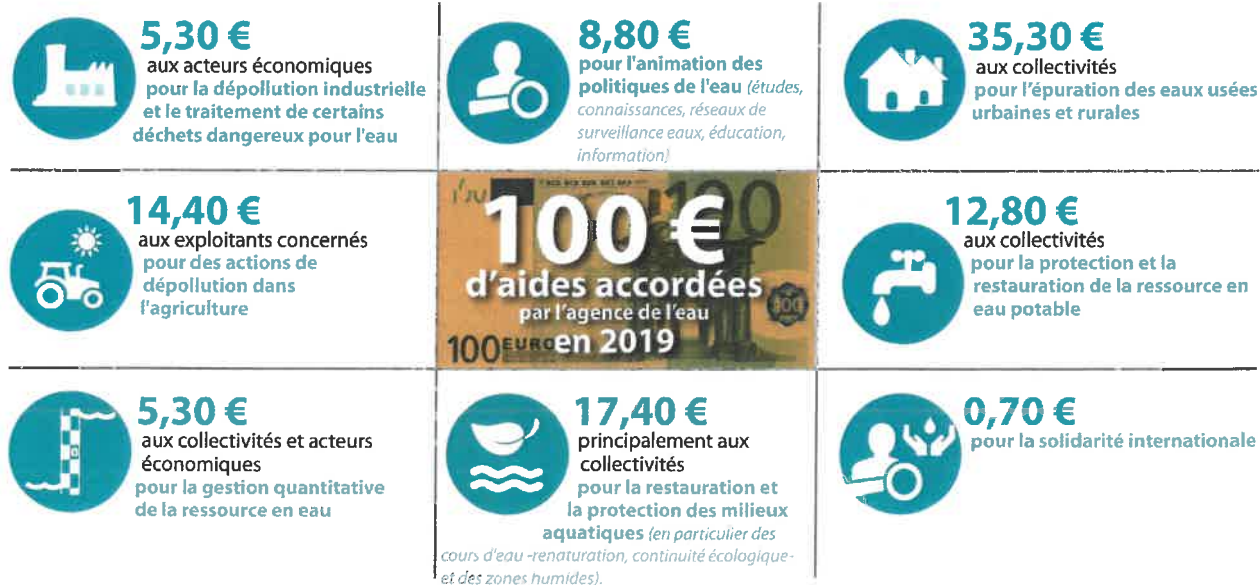 5,30 €
aux acteurs économiques
pour la dépollution industrielle
et le traitement de certains
déchets dangereux pour l'eau
8,80 €
pour l'animation des
politiques de l'eau (études,
connaissances, réseaux de
surveillance eaux, éducation,
information)
35,30 €
aux collectivités
pour l'épuration des eaux usées
urbaines et rurales
14,40 €
aux exploitants concernés
pour des actions de
dépollution dans
l'agriculture
100
100 €
d'aides accordées
par l'agence de l'eau
en 2019
100 EURO
100
12,80 €
aux collectivités
pour la protection et la
restauration de la ressource en
eau potable
5,30 €
aux collectivités et acteurs
économiques
pour la gestion quantitative
de la ressource en eau
17,40 €
principalement aux
collectivités
pour la restauration et
la protection des milieux
aquatiques (en particulier des
cours d'eau -renaturation, continuité écologique-
et des zones humides).
0,70 €
pour la solidarité internationale